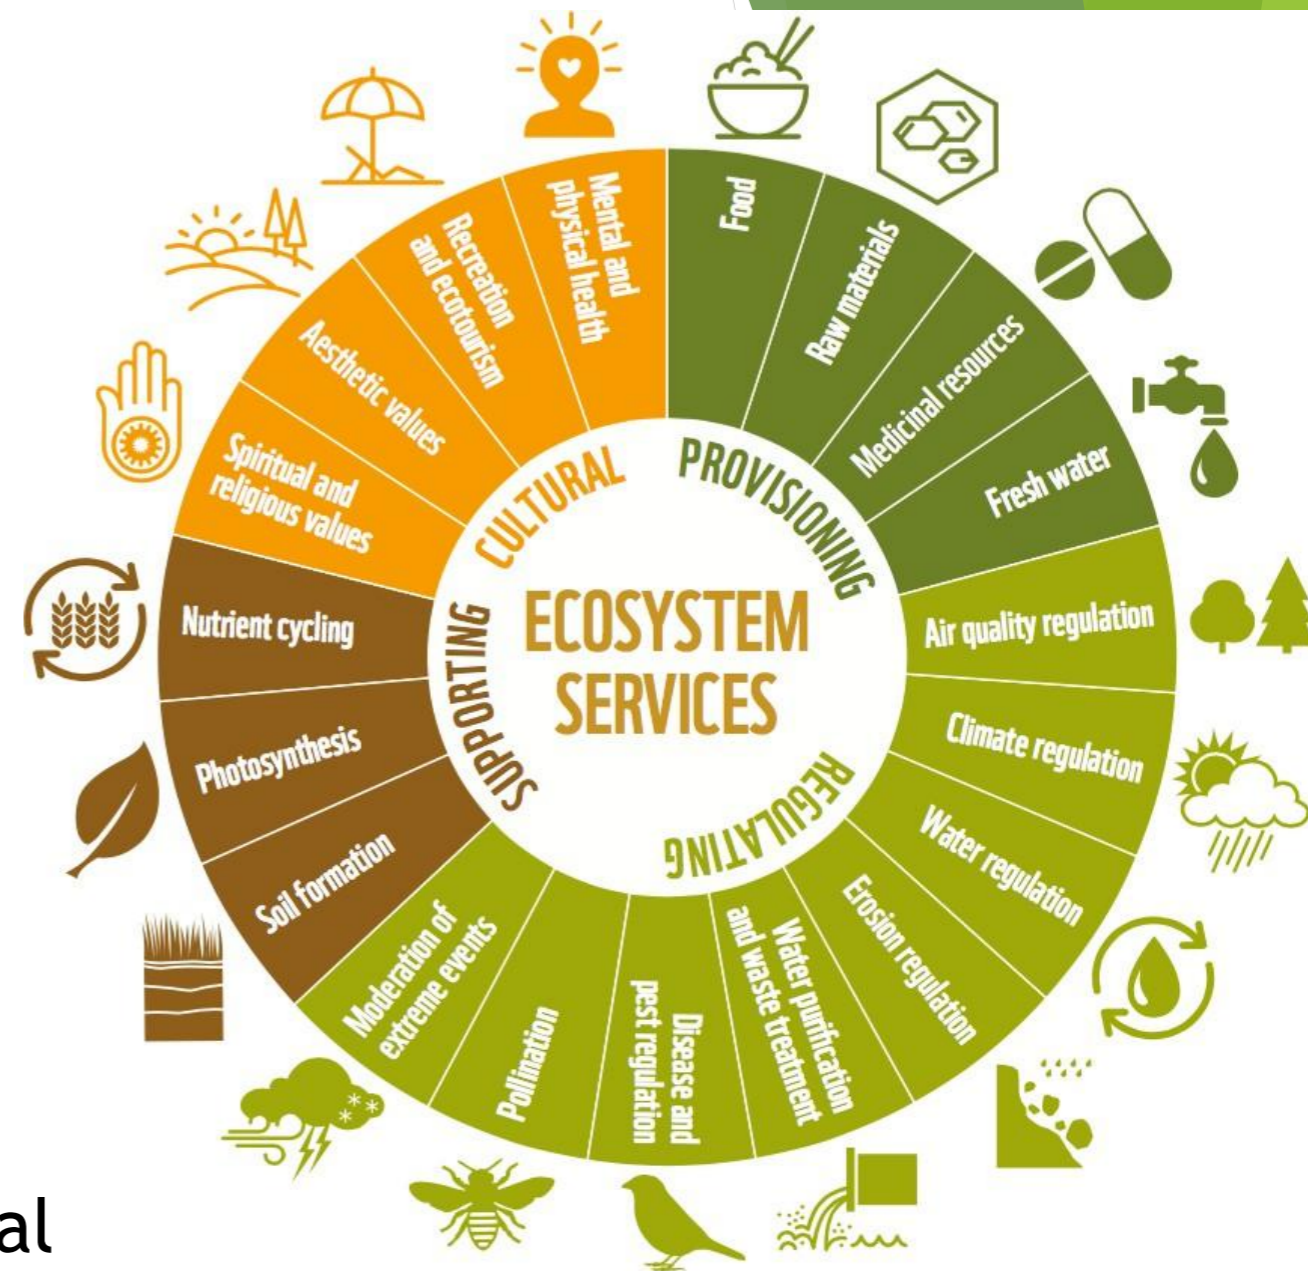 ECOSYSTEM
SERVICES
PROVISIONING
Food
Raw materials
Medicinal resources
Fresh water
REGULATING
Air quality regulation
Climate regulation
Water regulation
Erosion regulation
Water purification
and waste treatment
Disease and
pest regulation
Pollination
Moderation of
extreme events
SUPPORTING
Soil formation
Photosynthesis
Nutrient cycling
CULTURAL
Spiritual and
religious values
Aesthetic values
Recreation
and ecotourism
Mental and
physical health
al